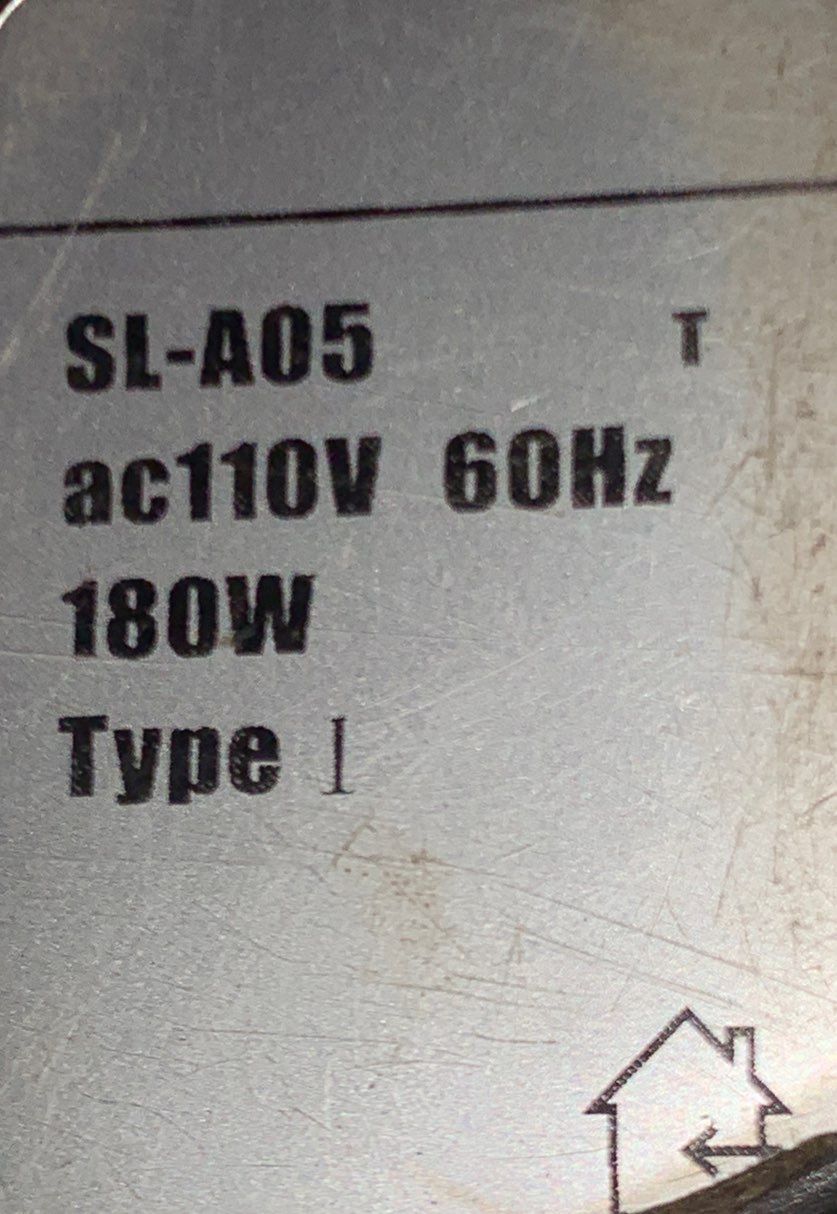 SL-A05 T
ac110V 60Hz
180W
Type I